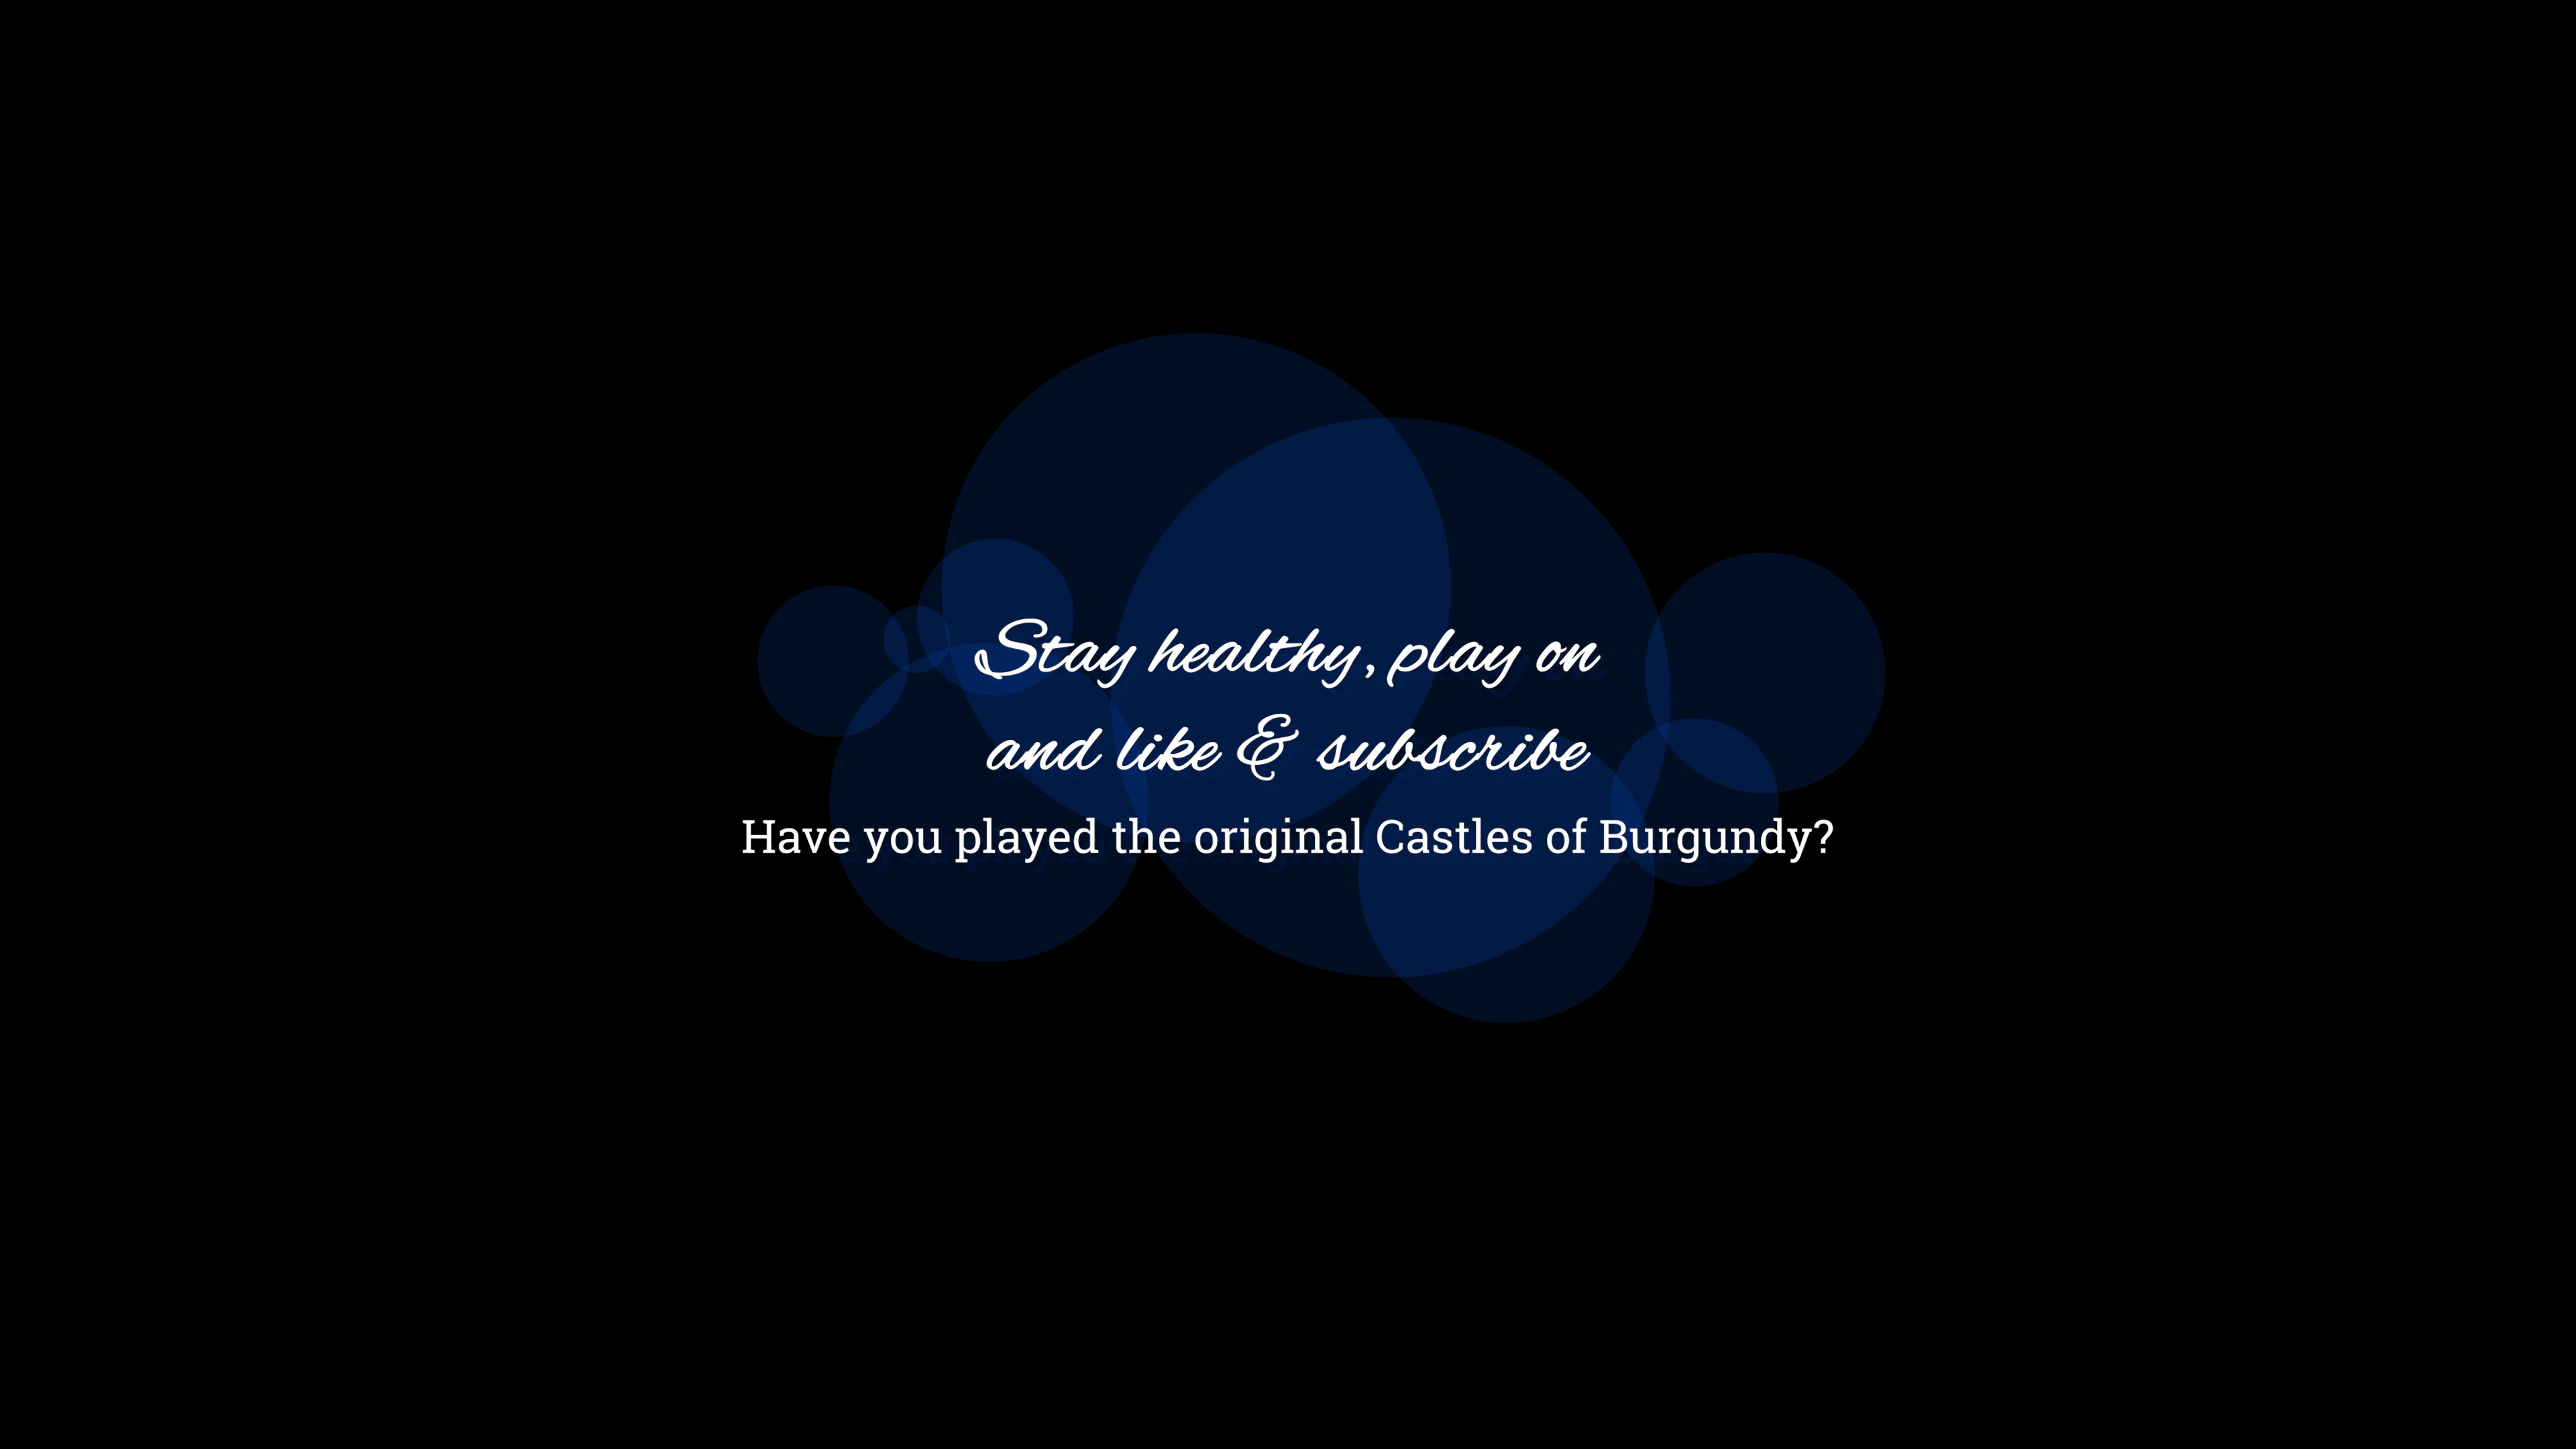 Stay healthy, play on
and like & subscribe
Have you played the original Castles of Burgundy?